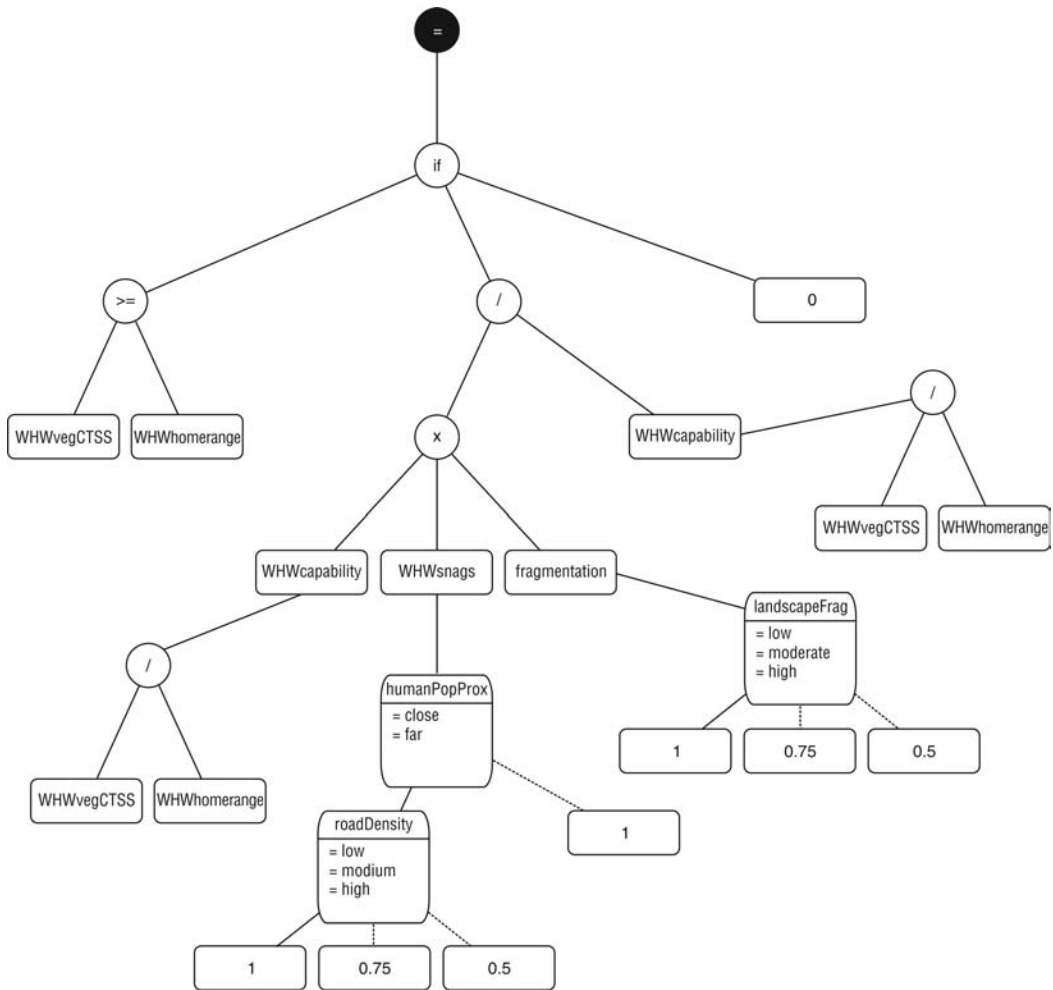 =
if
>=
/
0
WHWvegCTSS
WHWhomerange
x
WHWcapability
/
WHWvegCTSS
WHWhomerange
WHWcapability
WHWsnags
fragmentation
landscapeFrag
= low
= moderate
= high
/
humanPopProx
= close
= far
1
0.75
0.5
WHWvegCTSS
WHWhomerange
roadDensity
= low
= modium
= high
1
1
0.75
0.5